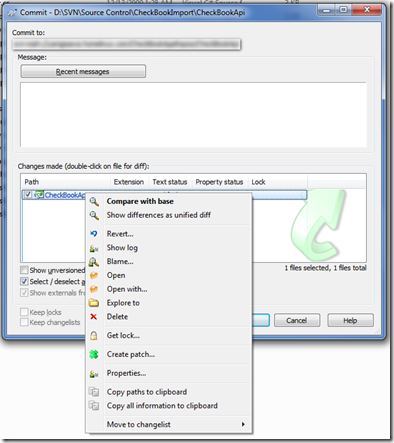 Commit - D:\SVN\Source Control\CheckBookImport\CheckBookApi
Commit to:
Message:
Recent messages
Changes made (double-click on file for diff):
Path Extension Text status Property status Lock
CheckBookAp
Compare with base
Show differences as unified diff
Revert...
Show log
Blame...
Open
Open with...
Explore to
Delete
Get lock...
Create patch...
Properties...
Copy paths to clipboard
Copy all information to clipboard
Move to changelist
Show unversioned
Select / deselect a
Show externals fr
1 files selected, 1 files total
Keep locks
Keep changelists
Cancel
Help